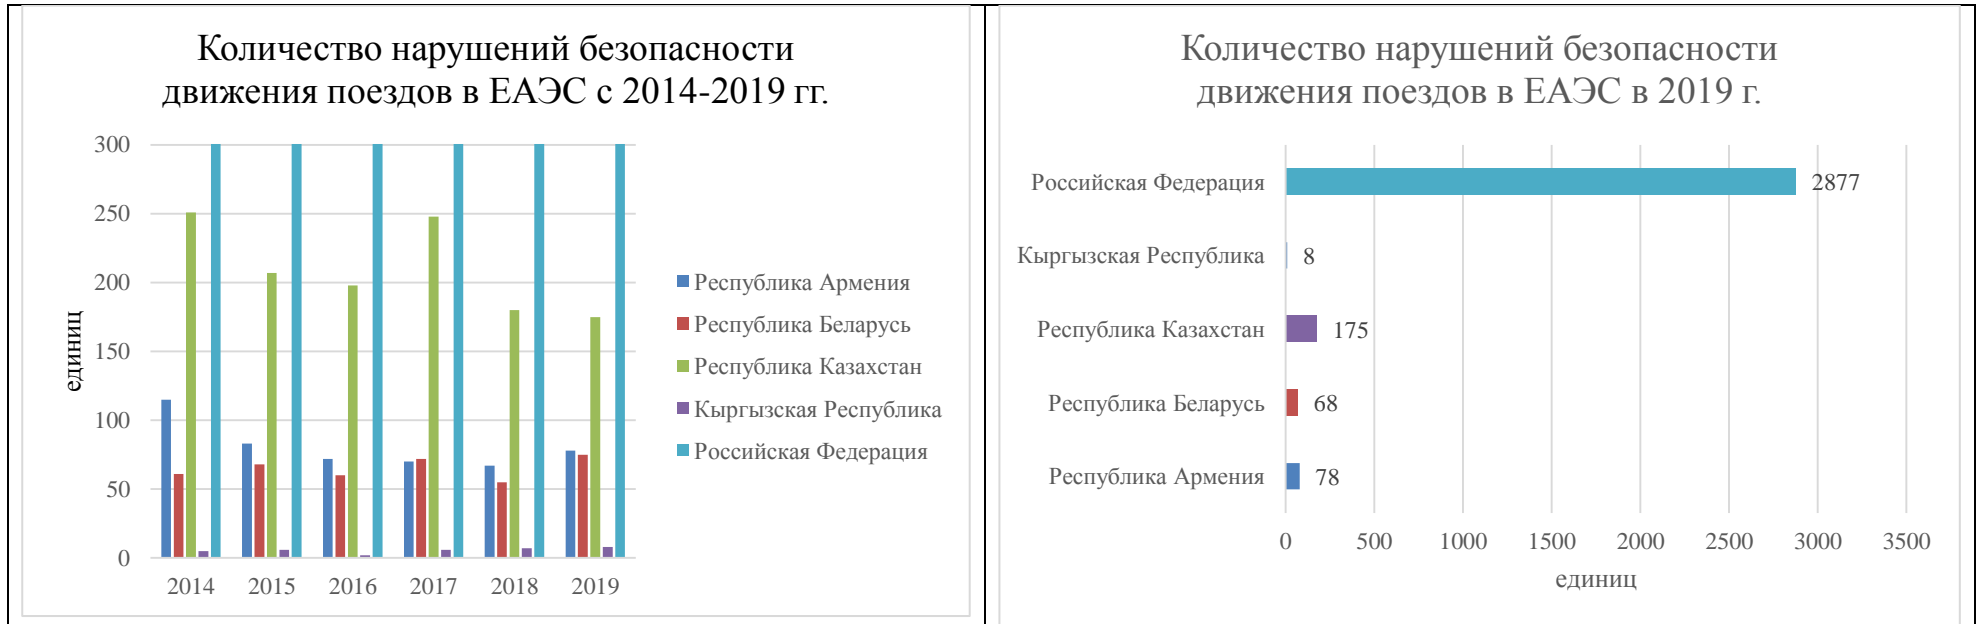 Количество нарушений безопасности
движения поездов в ЕАЭС с 2014-2019 гг.
300
250
200
150
100
50
0
единиц
2014 2015 2016 2017 2018 2019
Республика Армения
Республика Беларусь
Республика Казахстан
Кыргызская Республика
Российская Федерация
Количество нарушений безопасности
движения поездов в ЕАЭС в 2019 г.
Российская Федерация 2877
Кыргызская Республика 8
Республика Казахстан 175
Республика Беларусь 68
Республика Армения 78
0 500 1000 1500 2000 2500 3000 3500
единиц